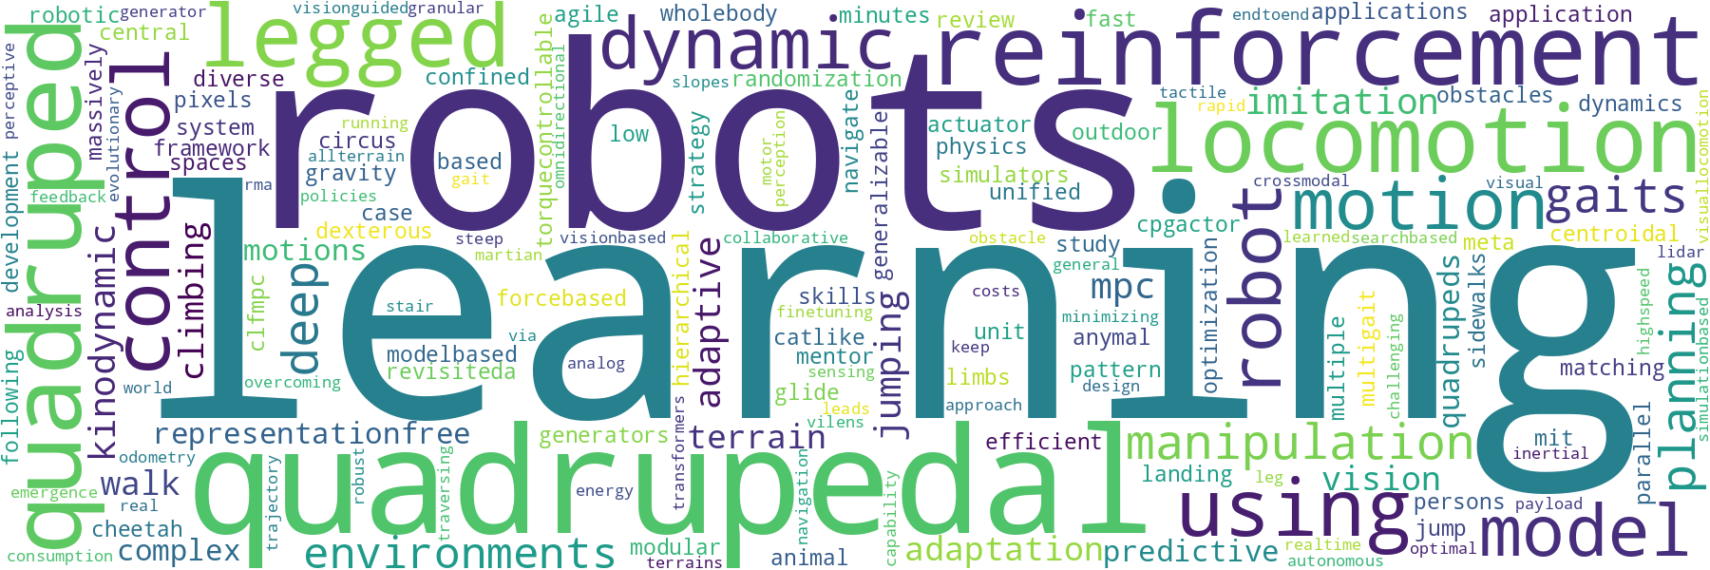 robotic
generator
visionguided
granular
agile
wholebody
minutes
review
fast
endtoend
applications
application
central
legged
dynamic
reinforcement
quadruped
perceptive
development
massively
evolutionary
control
diverse
confined
torquecontrollable
omnidirectional
slopes
randomization
navigate
generalizable
tactile
rapid
imitation
obstacles
dynamics
locomotion
visuallocomotion
pixels
system
framework
spaces
running
circus
allterrain
gravity
rma
policies
based
gait
robots
low
strategy
motor
perception
actuator
physics
simulators
unified
outdoor
crossmodal
visual
motion
gaits
feedback
case
dexterous
steep
visionbased
martian
collaborative
obstacle
study
general
cpgactor
robot
learned
searchbased
meta
centroidal
lidar
kinodynamic
climbing
motions
deep
clfmpc
stair
forcebased
hierarchical
adaptive
skills
finetuning
jumping
costs
mpc
minimizing
optimization
quadrupeds
sidewalks
highspeed
simulationbased
planning
analysis
following
world
overcoming
modelbased
revisiteda
via
analog
learning
catlike
mentor
sensing
glide
leads
vilens
unit
keep
limbs
approach
anymal
pattern
design
multiple
multigait
challenging
matching
representationfree
generators
transformers
terrain
efficient
manipulation
mit
inertial
parallel
odometry
walk
emergence
real
trajectory
robust
traversing
quadrupedal
energy
navigation
capability
landing
leg
vision
using
persons
payload
jump
optimal
model
cheetah
consumption
complex
environments
modular
terrains
animal
adaptation
predictive
realtime
autonomous